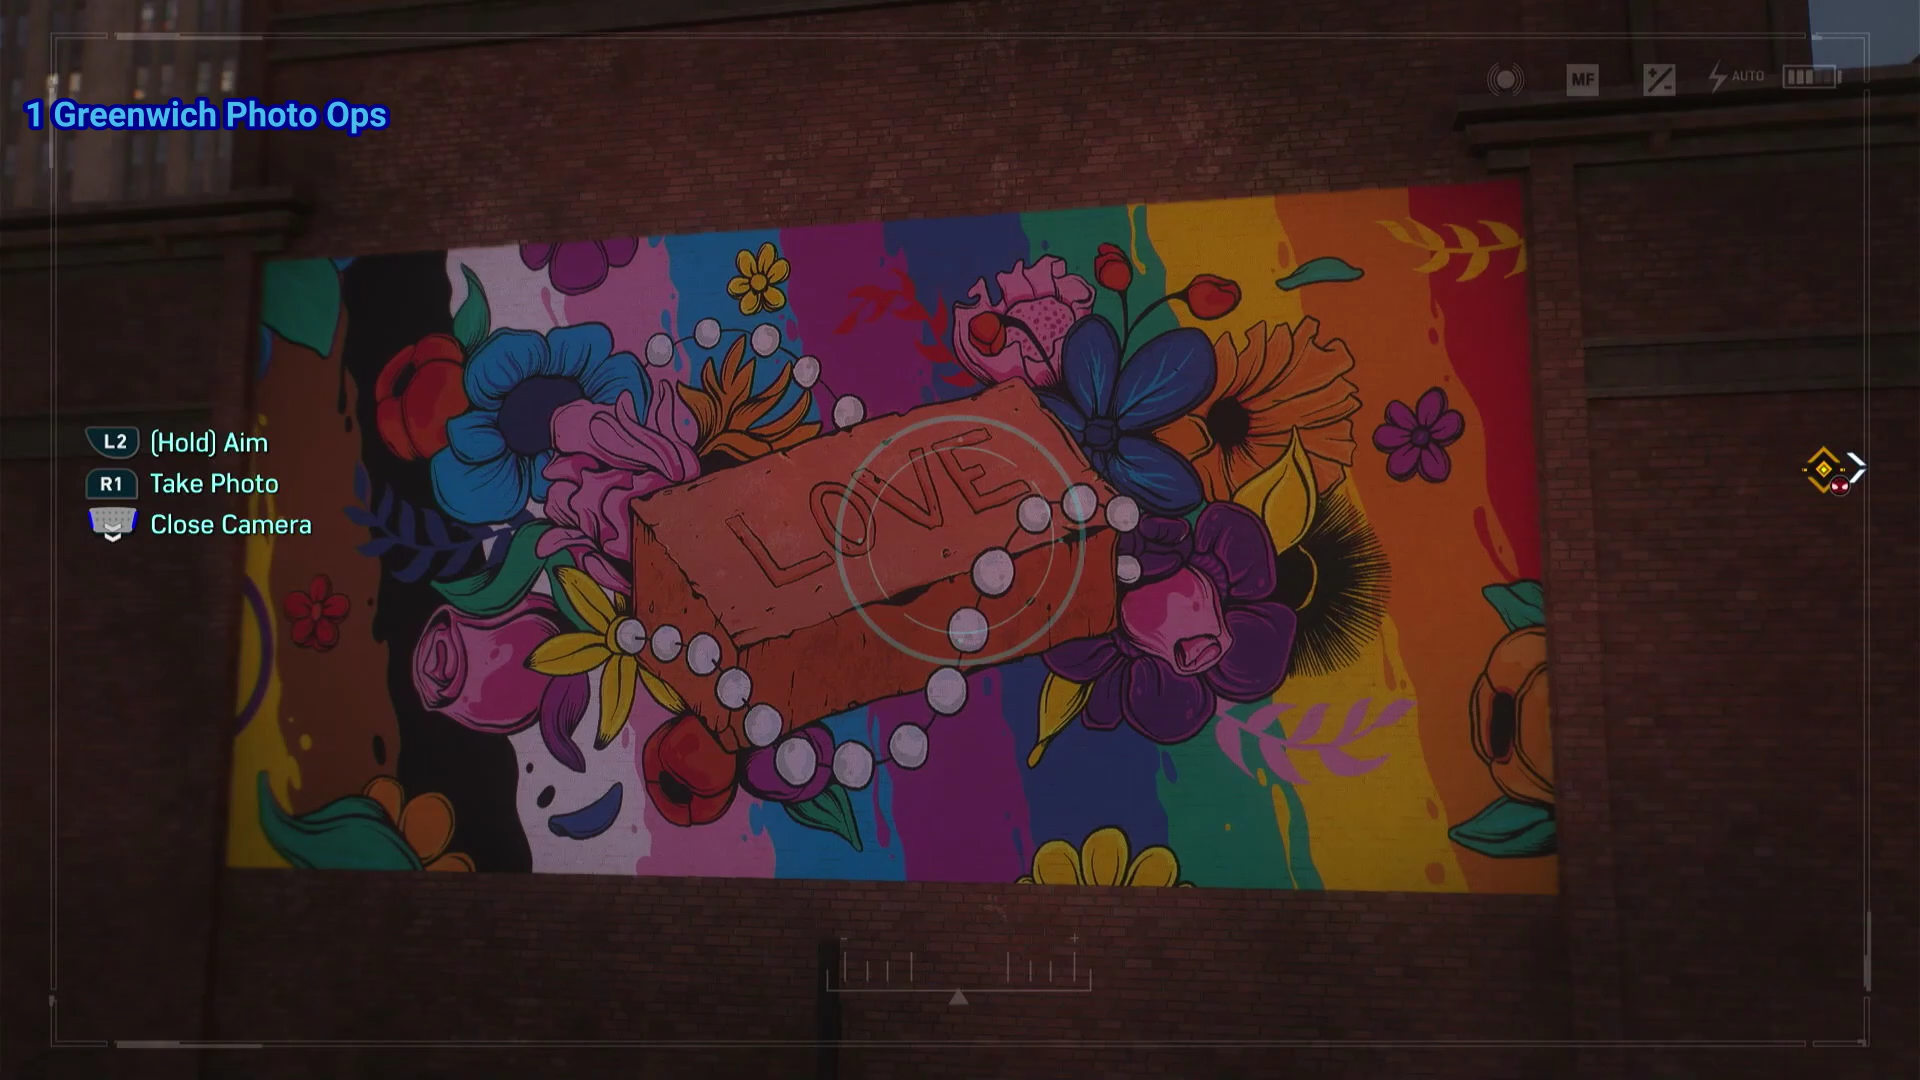 MF
AUTO
1 Greenwich Photo Ops
L2 (Hold) Aim
R1 Take Photo
Close Camera
LOVE